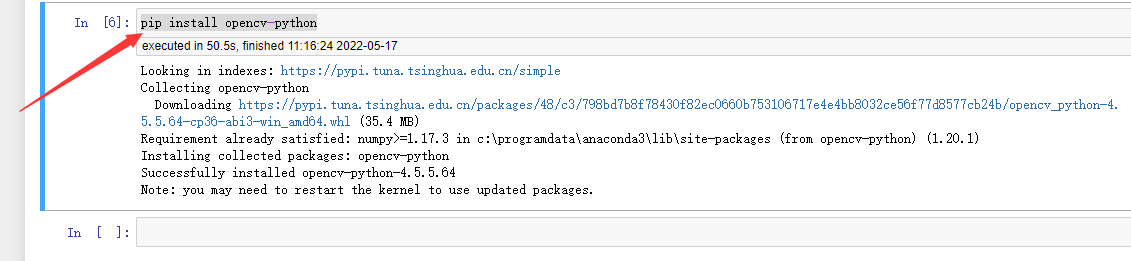 In [6]: pip install opencv-python
executed in 50.5s, finished 11:16:24 2022-05-17
Looking in indexes: https://pypi.tuna.tsinghua.edu.cn/simple
Collecting opencv-python
Downloading https://pypi.tuna.tsinghua.edu.cn/packages/48/c3/798bd7b8f78430f82ec0660b753106717e4e4bb8032ce56f77d8577cb24b/opencv_python-4.
5.5.64-cp36-abi3-win_amd64.whl (35.4 MB)
Requirement already satisfied: numpy>=1.17.3 in c:\programdata\anaconda3\lib\site-packages (from opencv-python) (1.20.1)
Installing collected packages: opencv-python
Successfully installed opencv-python-4.5.5.64
Note: you may need to restart the kernel to use updated packages.
In [ ]: